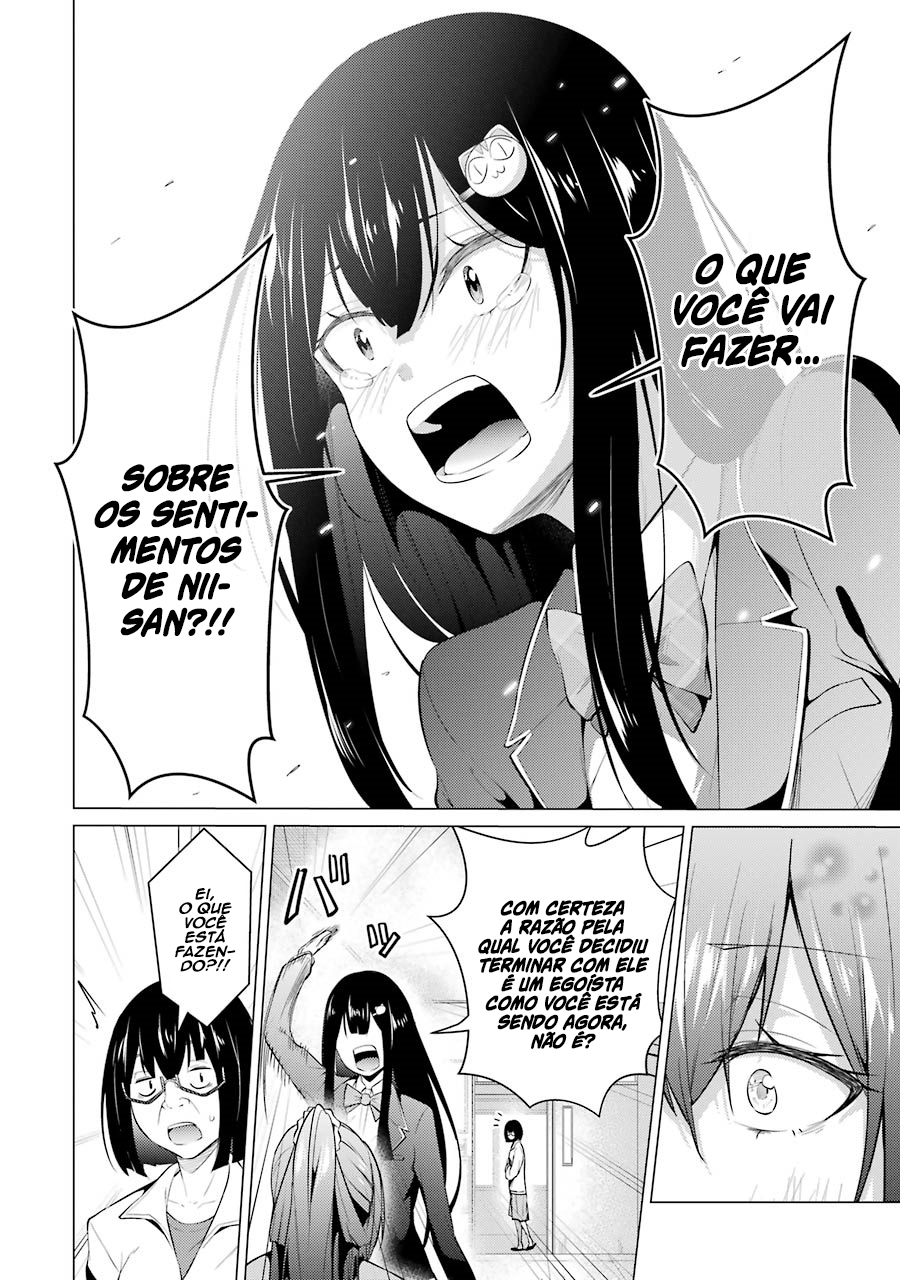 O QUE
VOCÊ VAI
FAZER...
SOBRE
OS SENTI-
MENTOS
DE NII-
SAN?!!
COM CERTEZA
A RAZÃO PELA
QUAL VOCÊ DECIDIU
TERMINAR COM ELE
É UM EGOÍSTA
COMO VOCÊ ESTÁ
SENDO AGORA,
NÃO É?
EI,
O QUE
VOCÊ
ESTÁ
FAZEN-
DO?!!